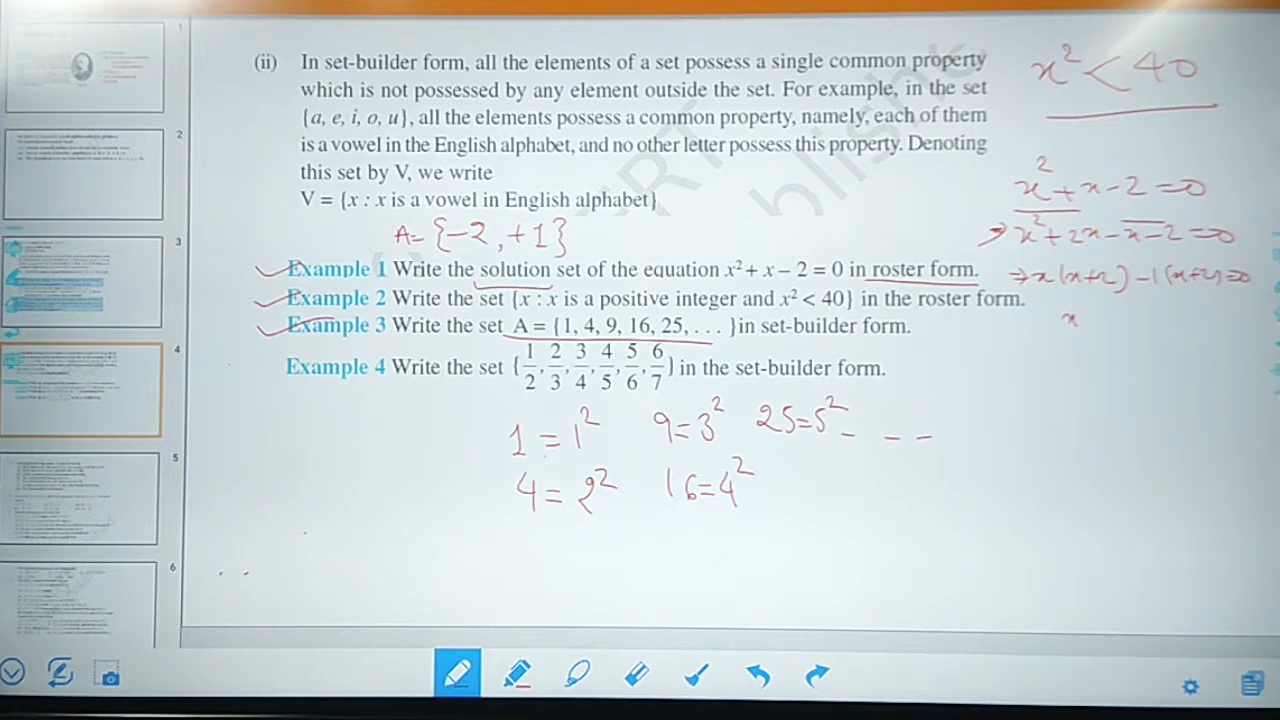 (ii) In set-builder form, all the elements of a set possess a single common property
which is not possessed by any element outside the set. For example, in the set
{a, e, i, o, u}, all the elements possess a common property, namely, each of them
is a vowel in the English alphabet, and no other letter possess this property. Denoting
this set by V, we write
V = {x : x is a vowel in English alphabet}
A= {-2, +1}
Example 1 Write the solution set of the equation x² + x – 2 = 0 in roster form.
Example 2 Write the set {x : x is a positive integer and x² < 40} in the roster form.
Example 3 Write the set A = {1, 4, 9, 16, 25, . . . }in set-builder form.
Example 4 Write the set {1/2, 2/3, 3/4, 4/5, 5/6, 6/7} in the set-builder form.
1 = 1² 9=3² 25=5² - - -
4 = 2² 16=4²
x² < 40
x²+x-2=0
→ x²+2x-x-2=0
⇒ x(x+2) -1(x+2)=0
x
1
2
3
4
5
6